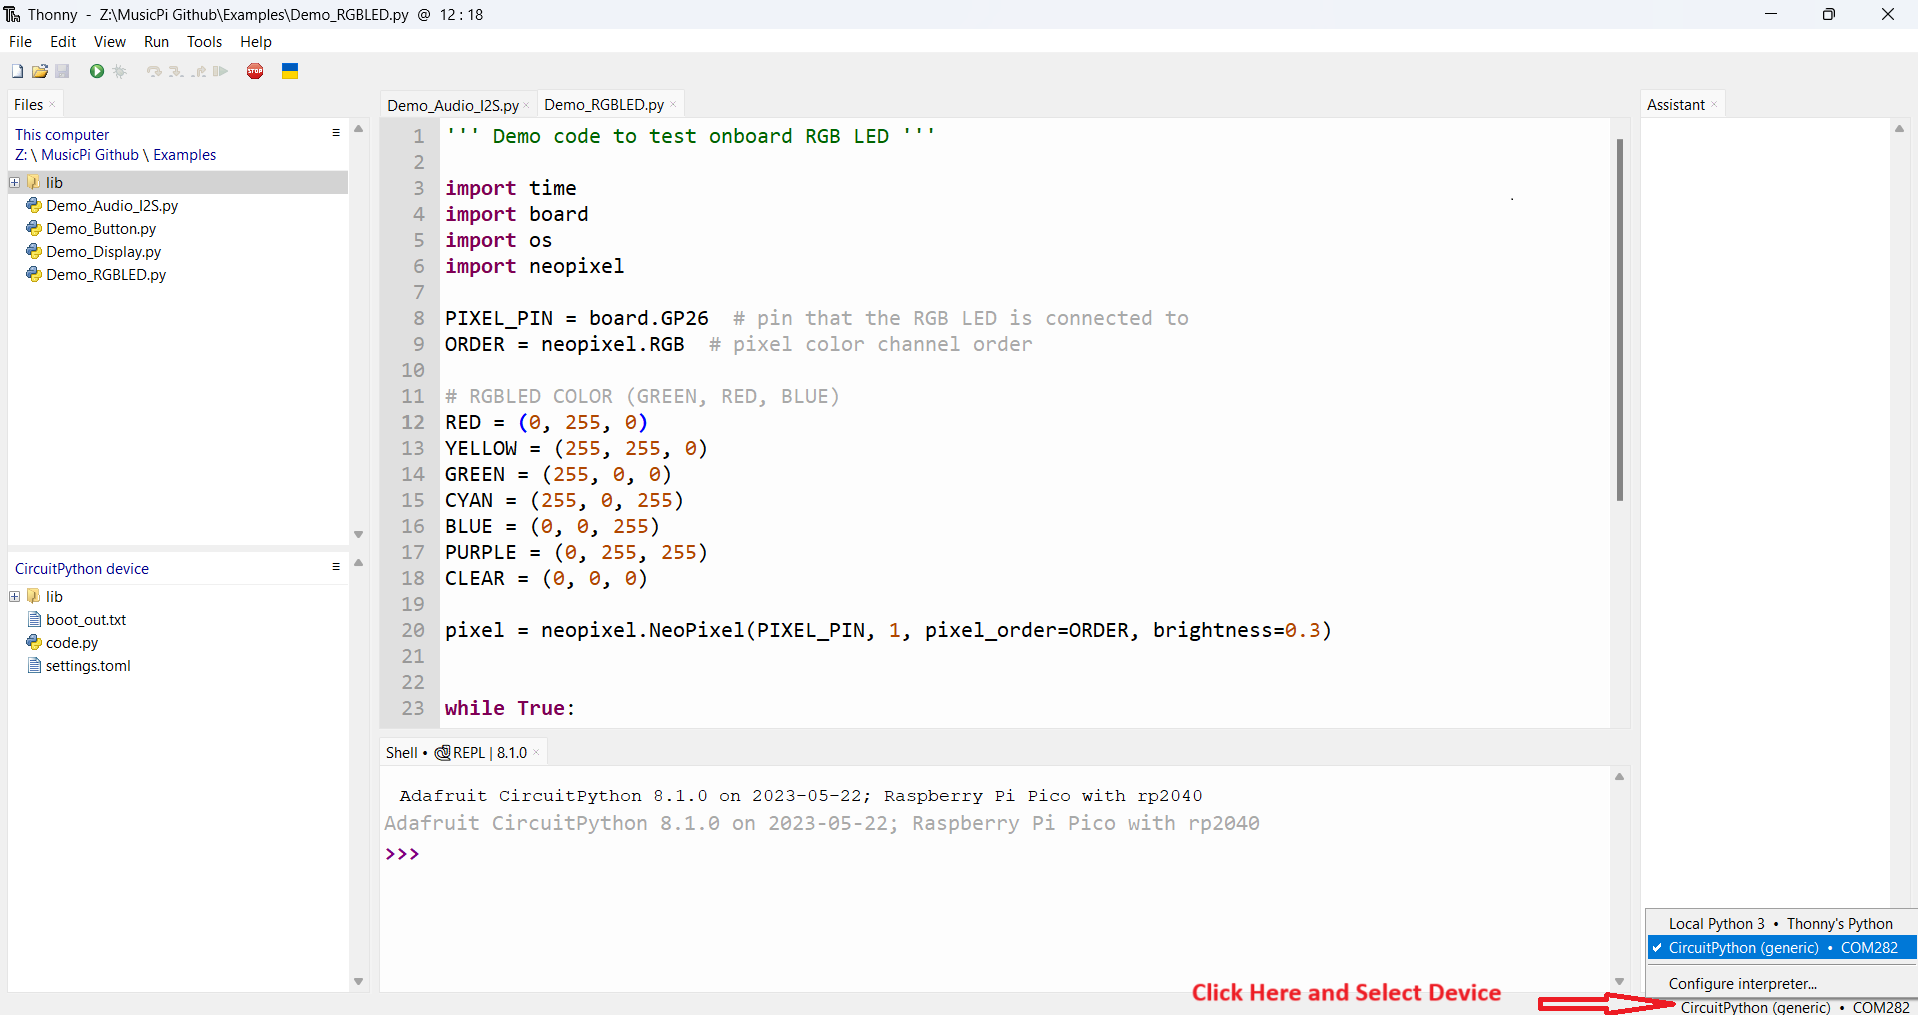 Thonny - Z:\MusicPi Github\Examples\Demo_RGBLED.py @ 12 : 18
File Edit View Run Tools Help
STOP
Files
This computer
Z: \ MusicPi Github \ Examples
lib
Demo_Audio_I2S.py
Demo_Button.py
Demo_Display.py
Demo_RGBLED.py
CircuitPython device
lib
boot_out.txt
code.py
settings.toml
Demo_Audio_I2S.py Demo_RGBLED.py
1 ''' Demo code to test onboard RGB LED '''
2
3 import time
4 import board
5 import os
6 import neopixel
7
8 PIXEL_PIN = board.GP26  # pin that the RGB LED is connected to
9 ORDER = neopixel.RGB  # pixel color channel order
10
11 # RGBLED COLOR (GREEN, RED, BLUE)
12 RED = (0, 255, 0)
13 YELLOW = (255, 255, 0)
14 GREEN = (255, 0, 0)
15 CYAN = (255, 0, 255)
16 BLUE = (0, 0, 255)
17 PURPLE = (0, 255, 255)
18 CLEAR = (0, 0, 0)
19
20 pixel = neopixel.NeoPixel(PIXEL_PIN, 1, pixel_order=ORDER, brightness=0.3)
21
22
23 while True:
Shell • REPL | 8.1.0
Adafruit CircuitPython 8.1.0 on 2023-05-22; Raspberry Pi Pico with rp2040
Adafruit CircuitPython 8.1.0 on 2023-05-22; Raspberry Pi Pico with rp2040
>>>
Assistant
Local Python 3 • Thonny's Python
CircuitPython (generic) • COM282
Configure interpreter...
Click Here and Select Device
CircuitPython (generic) • COM282